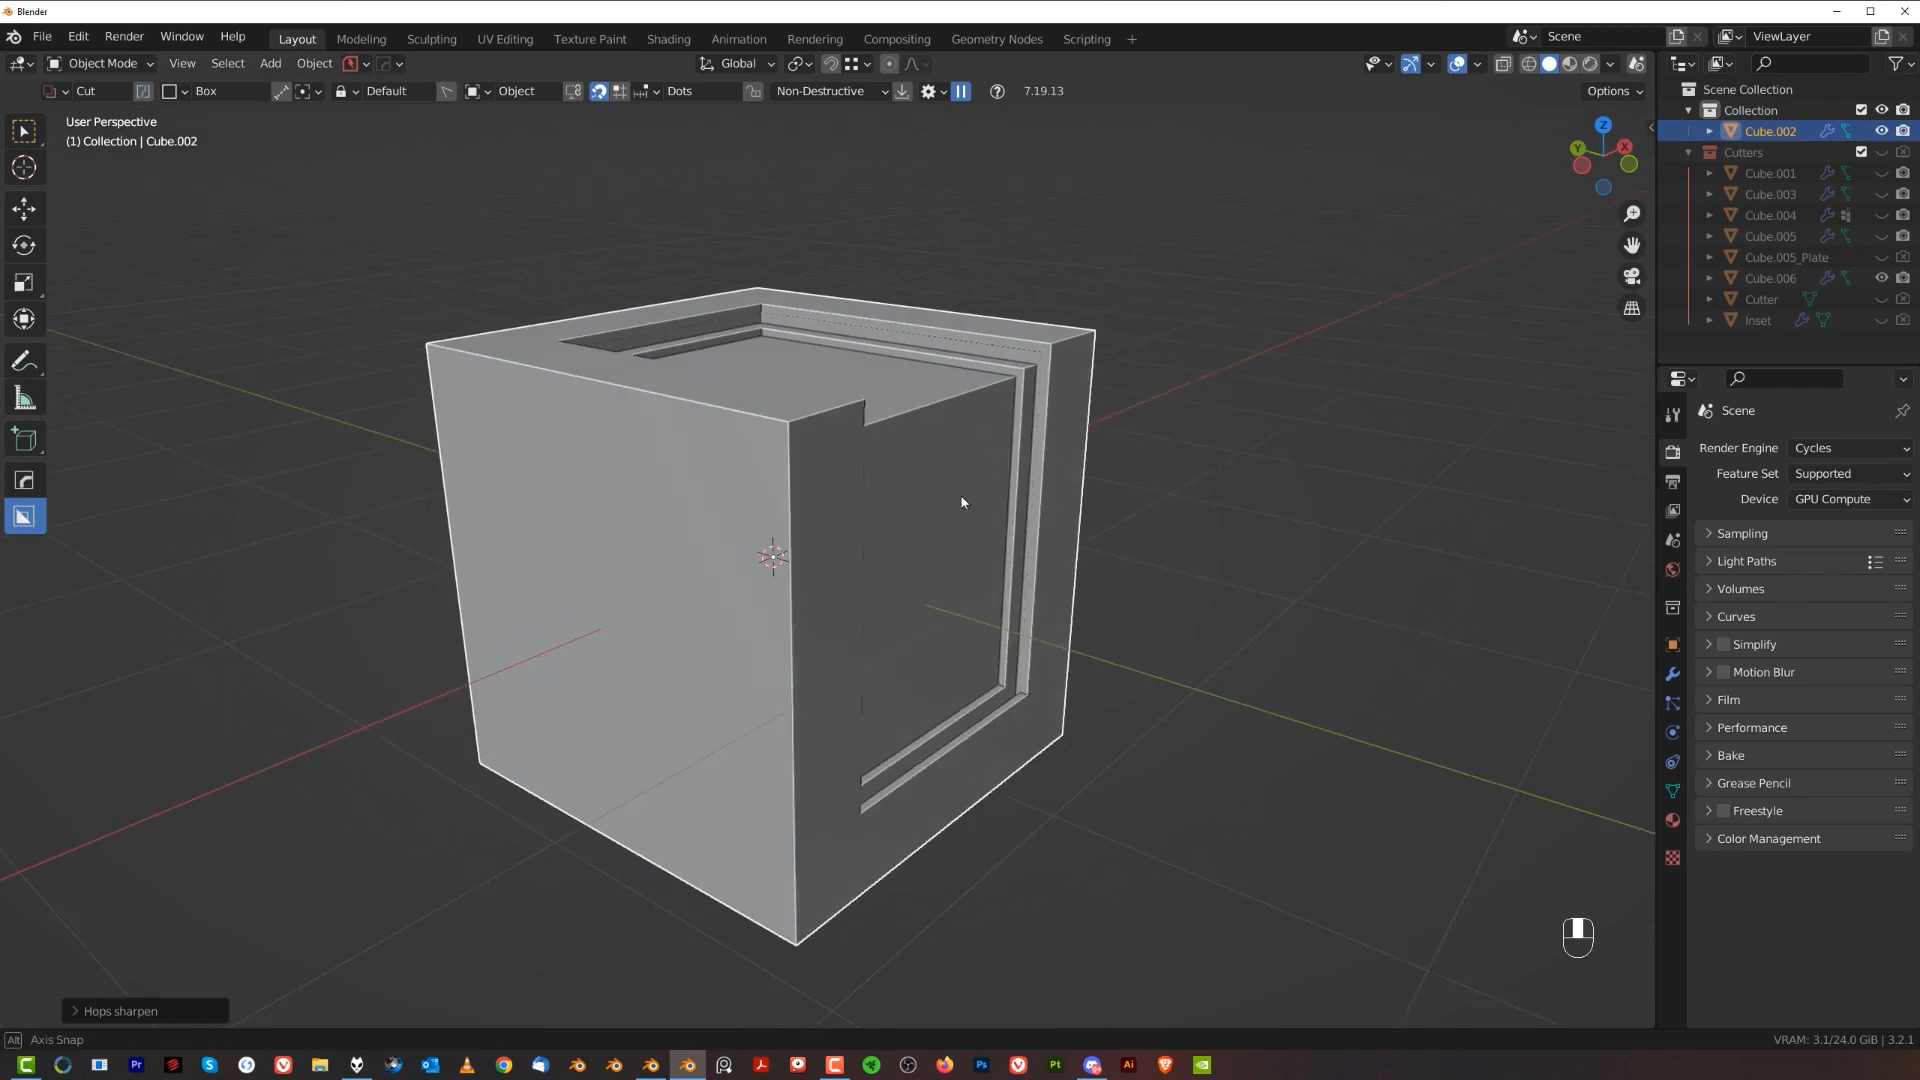 Blender
File Edit Render Window Help Layout Modeling Sculpting UV Editing Texture Paint Shading Animation Rendering Compositing Geometry Nodes Scripting + Scene ViewLayer
Object Mode View Select Add Object Global
Cut Box Default Object Dots Non-Destructive 7.19.13 Options
User Perspective
(1) Collection | Cube.002
Z
Y
X
Scene Collection
Collection
Cube.002
Cutters
Cube.001
Cube.003
Cube.004
Cube.005
Cube.005_Plate
Cube.006
Cutter
Inset
Scene
Render Engine Cycles
Feature Set Supported
Device GPU Compute
Sampling
Light Paths
Volumes
Curves
Simplify
Motion Blur
Film
Performance
Bake
Grease Pencil
Freestyle
Color Management
Hops sharpen
Alt Axis Snap
VRAM: 3.1/24.0 GiB | 3.2.1
Pr
S
Ps
Pt
Ai